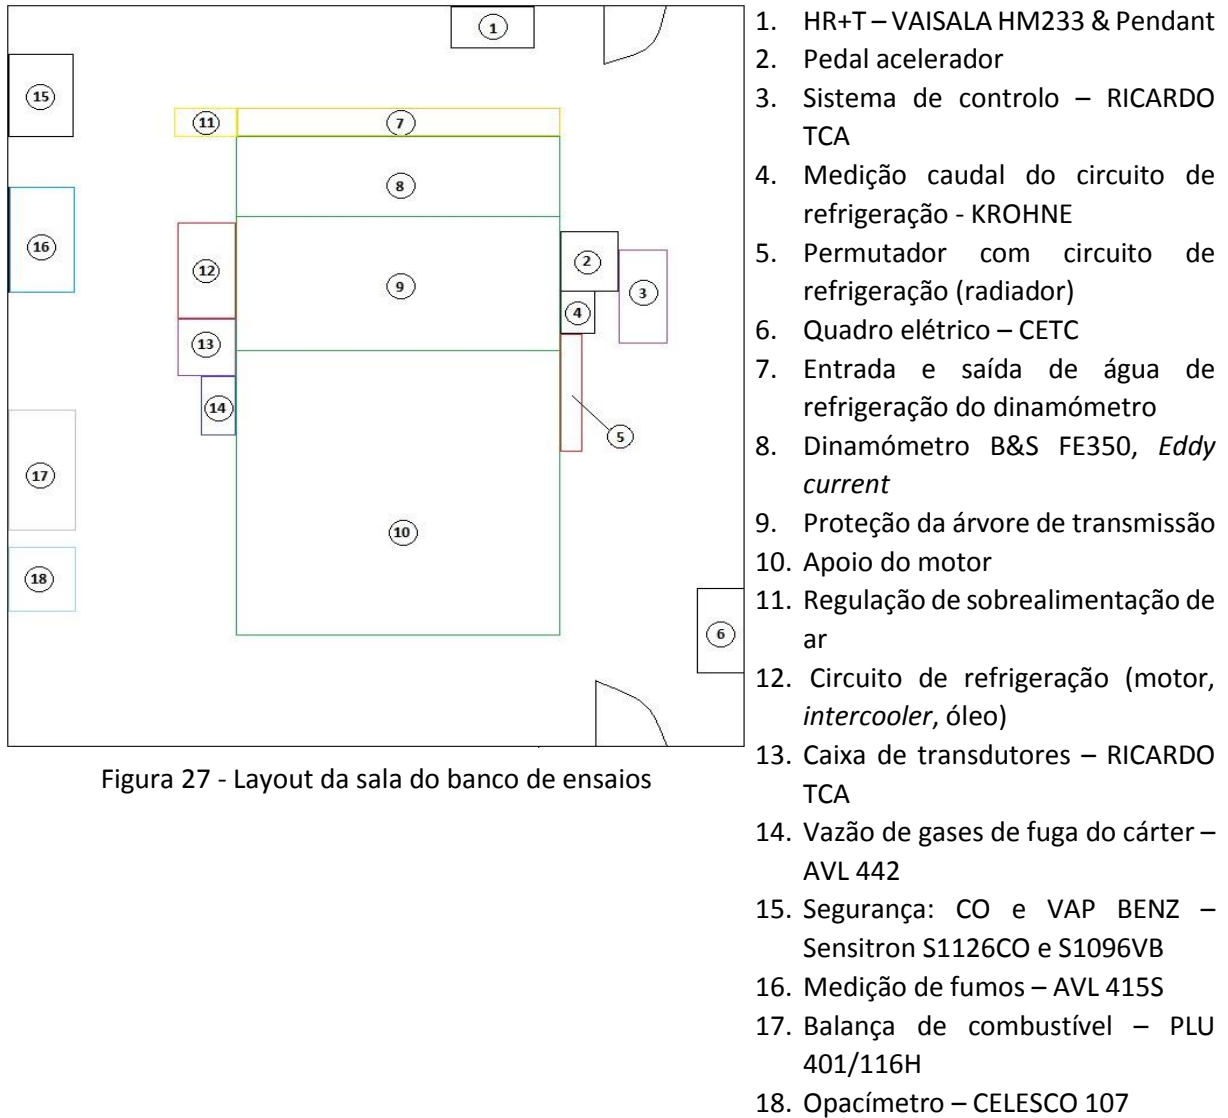 1
15
11
7
8
16
12
2
9
3
4
13
14
5
17
10
18
6
Figura 27 - Layout da sala do banco de ensaios
1. HR+T – VAISALA HM233 & Pendant
2. Pedal acelerador
3. Sistema de controlo – RICARDO
TCA
4. Medição caudal do circuito de
refrigeração - KROHNE
5. Permutador com circuito de
refrigeração (radiador)
6. Quadro elétrico – CETC
7. Entrada e saída de água de
refrigeração do dinamómetro
8. Dinamómetro B&S FE350, Eddy
current
9. Proteção da árvore de transmissão
10. Apoio do motor
11. Regulação de sobrealimentação de
ar
12. Circuito de refrigeração (motor,
intercooler, óleo)
13. Caixa de transdutores – RICARDO
TCA
14. Vazão de gases de fuga do cárter –
AVL 442
15. Segurança: CO e VAP BENZ –
Sensitron S1126CO e S1096VB
16. Medição de fumos – AVL 415S
17. Balança de combustível – PLU
401/116H
18. Opacímetro – CELESCO 107